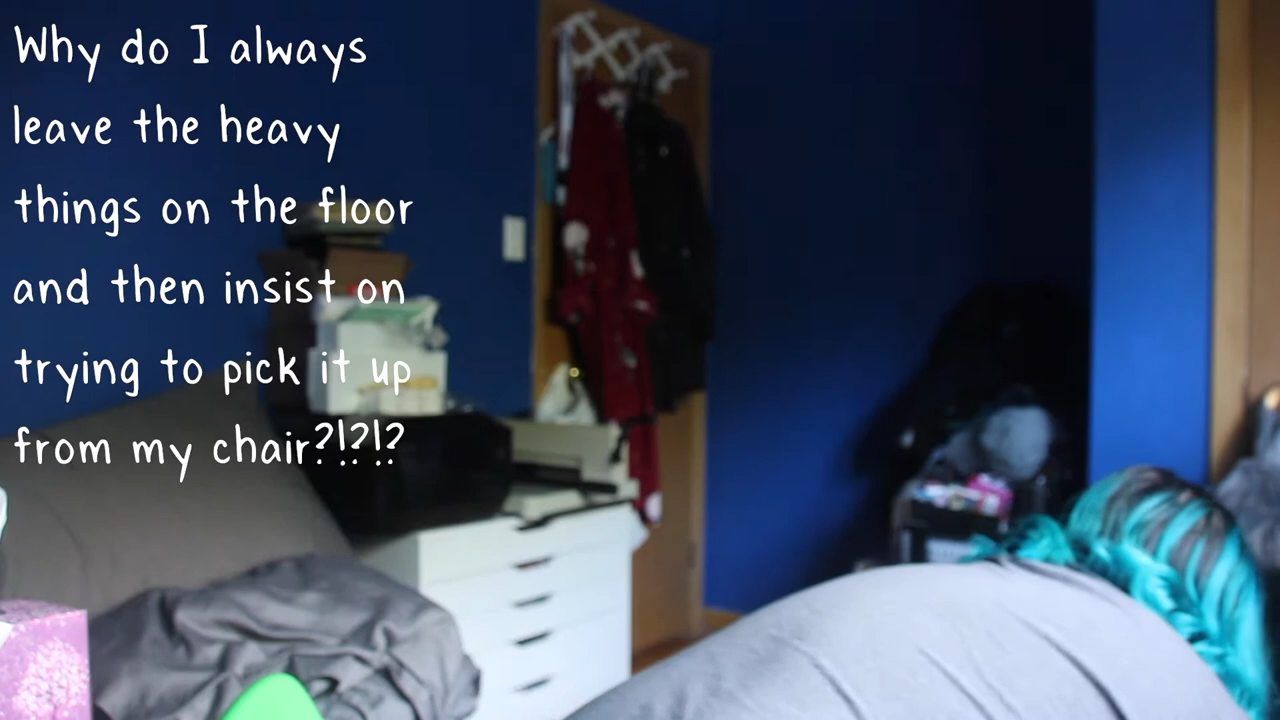 Why do I always
leave the heavy
things on the floor
and then insist on
trying to pick it up
from my chair?!?!?